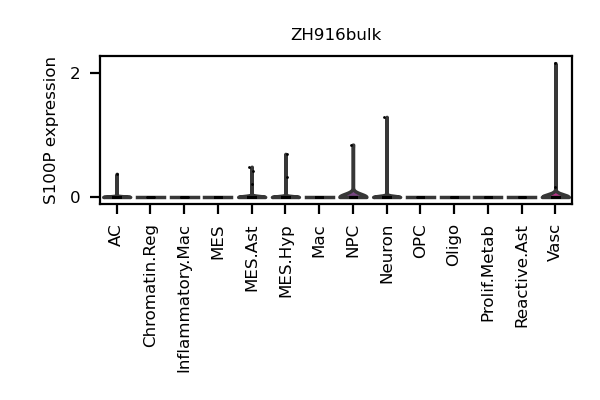 ZH916bulk
S100P expression
2
0
AC
Chromatin.Reg
Inflammatory.Mac
MES
MES.Ast
MES.Hyp
Mac
NPC
Neuron
OPC
Oligo
Prolif.Metab
Reactive.Ast
Vasc